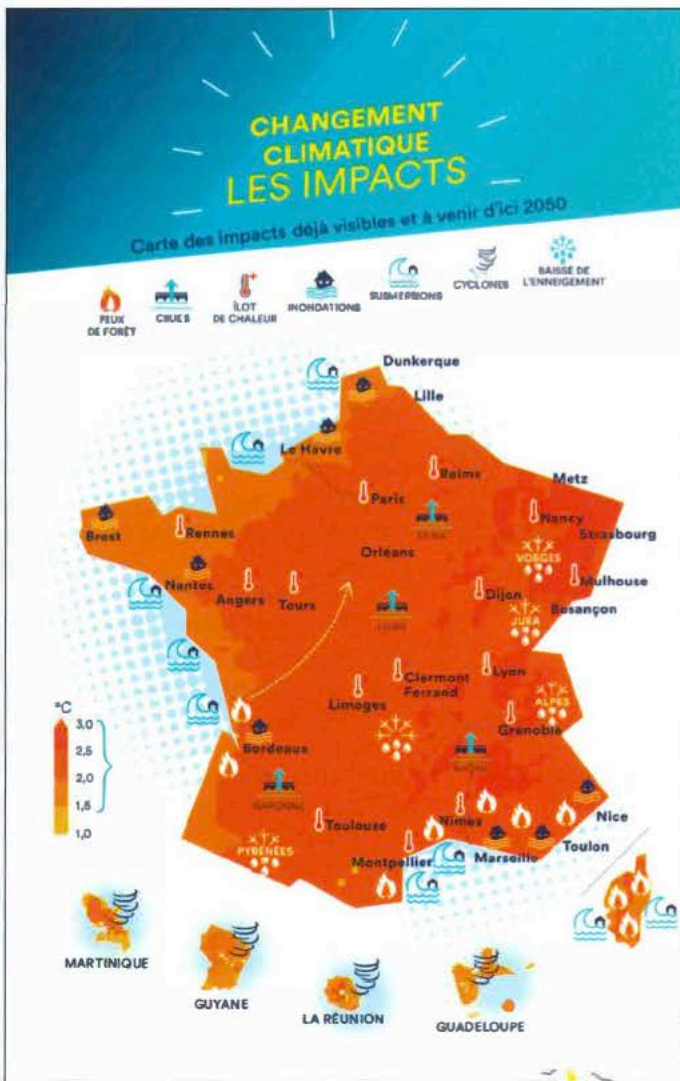 CHANGEMENT
CLIMATIQUE
LES IMPACTS
Carte des impacts déjà visibles et à venir d'ici 2050
FEUX
DE FORÊT
CRUES
ÎLOT
DE CHALEUR
INONDATIONS
SUBMERSIONS
CYCLONES
BAISSE DE
L'ENNEIGEMENT
Dunkerque
Lille
Le Havre
Reims
Metz
Paris
Nancy
Strasbourg
Brest
Rennes
SEINE
VOSGES
Orléans
Nantes
Angers
Tours
Dijon
Mulhouse
LOIRE
JURA
Besançon
Clermont
Ferrand
Lyon
Limoges
ALPES
Grenoble
°C
3,0
2,5
2,0
1,5
1,0
Bordeaux
RHÔNE
GARONNE
Toulouse
Nîmes
Nice
PYRÉNÉES
Montpellier
Marseille
Toulon
MARTINIQUE
GUYANE
LA RÉUNION
GUADELOUPE